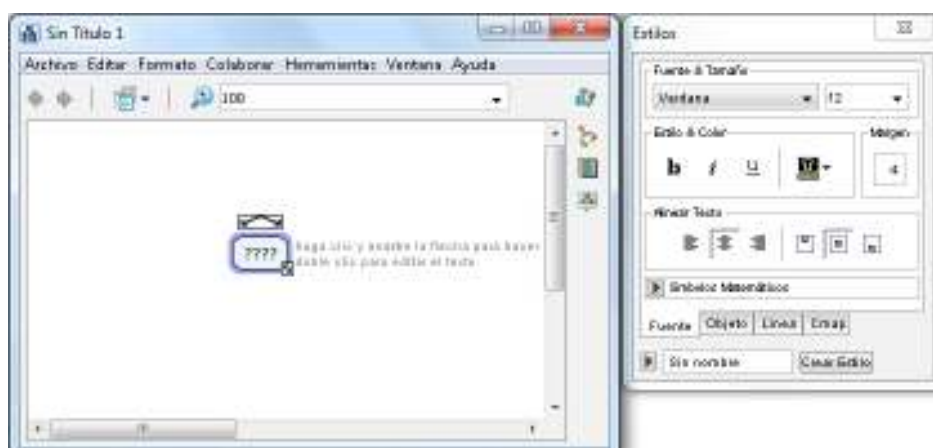 Sin Título 1
Archivo Editar Formato Colaborar Herramientas Ventana Ayuda
100
????
haga clic y arrastre la flecha para hacer
doble clic para editar el texto
Estilos
Fuente & Tamaño
Verdana 12
Estilo & Color
Margen
b i u
4
Alinear Texto
Símbolos Matemáticos
Fuente Objeto Línea Cmap
Sin nombre Crear Estilo